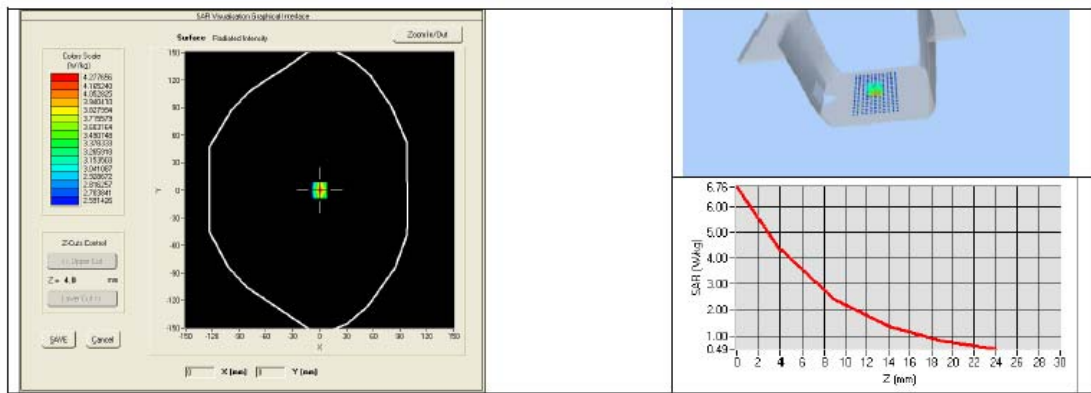 SAR Visualisation Graphical Interface
Surface Radiated Intensity
Zoom In/Out
Colors Scale
(W/kg)
4.277656
4.165240
4.052825
3.940410
3.827994
3.715579
3.603164
3.490748
3.378333
3.265918
3.153503
3.041087
2.928672
2.816257
2.703841
2.591426
150
120
90
60
30
0
-30
-60
-90
-120
-150
Y
-150 -120 -90 -60 -30 0 30 60 90 120 150
X
Z-Cuts Control
<< Upper Cut
Z = 4.0 mm
Lower Cut >>
SAVE Cancel
0 X (mm) 0 Y (mm)
6.76
6.00
5.00
4.00
3.00
2.00
1.00
0.49
SAR (W/kg)
0 2 4 6 8 10 12 14 16 18 20 22 24 26 28 30
Z (mm)